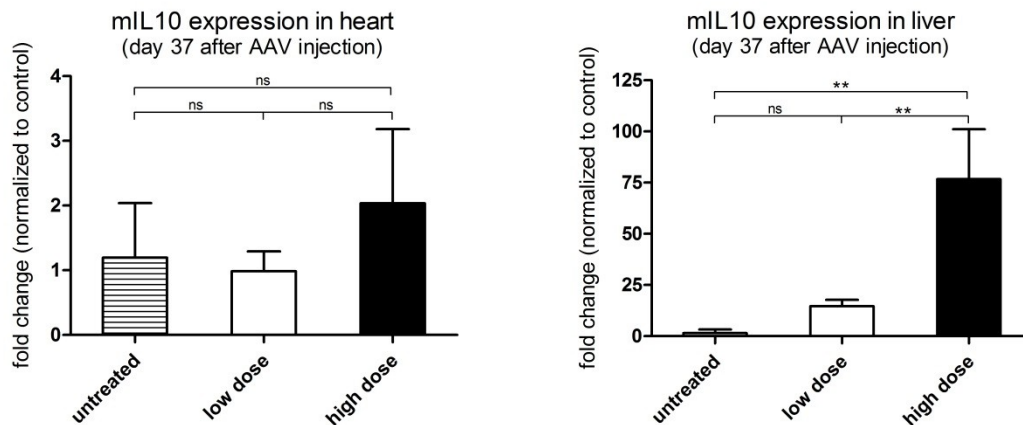 mIL10 expression in heart
(day 37 after AAV injection)
fold change (normalized to control)
4
3
2
1
0
ns
ns
ns
untreated
low dose
high dose
mIL10 expression in liver
(day 37 after AAV injection)
fold change (normalized to control)
125
100
75
50
25
0
**
ns
**
untreated
low dose
high dose